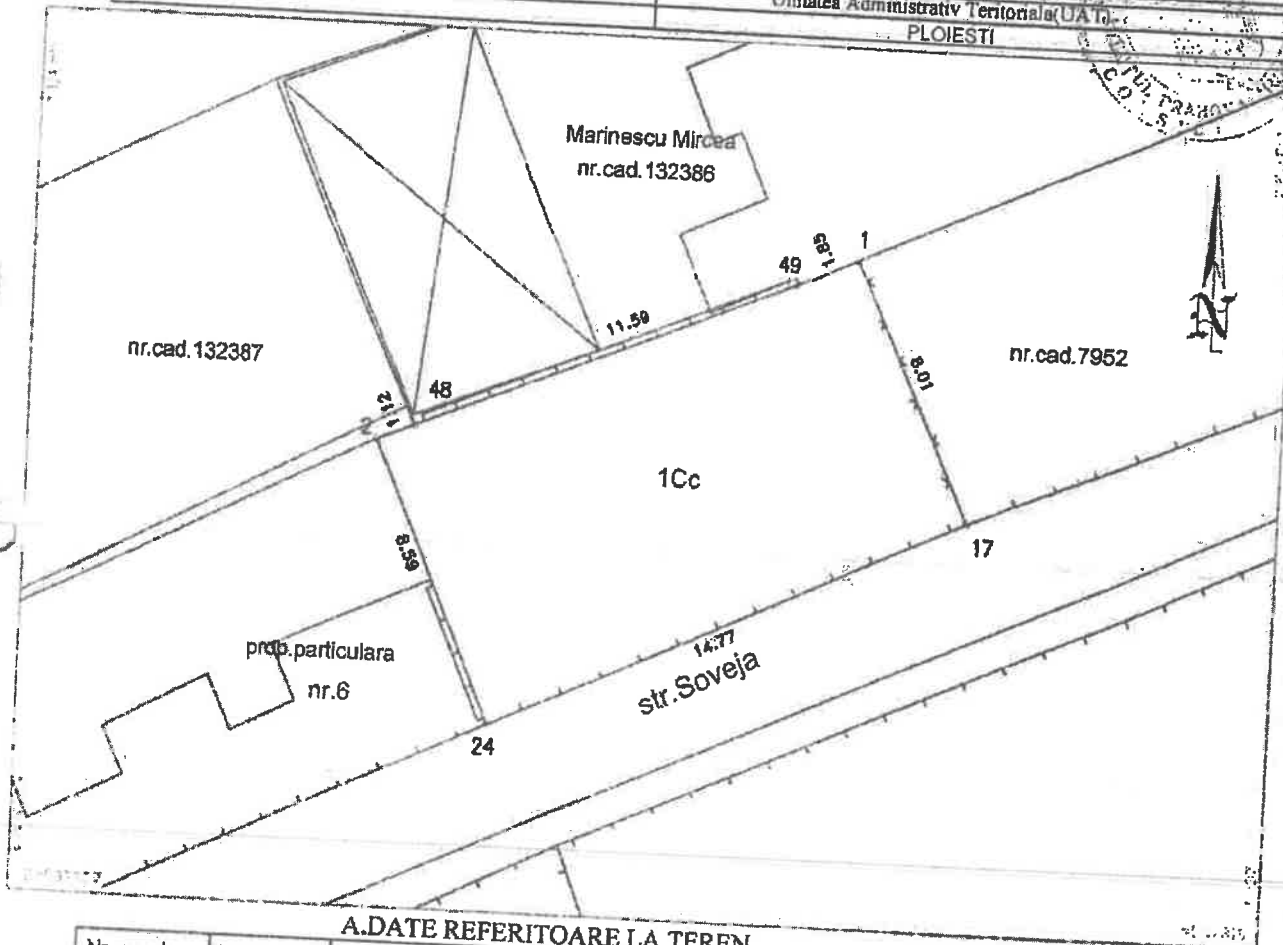 Unitatea Administrativ Teritoriala(UAT)
PLOIESTI
Marinescu Mircea
nr.cad.132386
1
49
1.85
11.59
nr.cad.132387
nr.cad.7952
8.01
48
1.12
2
1Cc
8.59
17
prop.particulara
nr.6
14.77
str.Soveja
24
N
A.DATE REFERITOARE LA TEREN